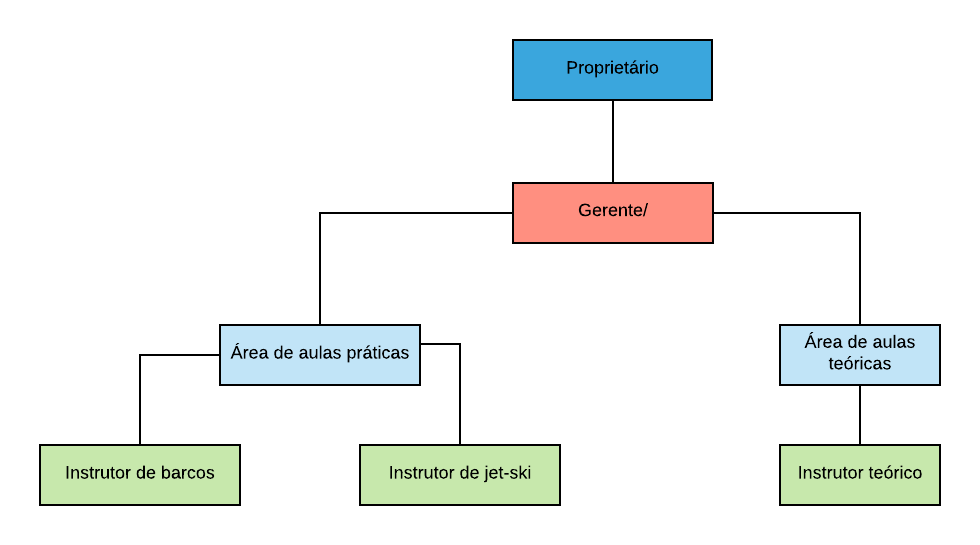 Proprietário
Gerente/
Área de aulas práticas
Área de aulas
teóricas
Instrutor de barcos
Instrutor de jet-ski
Instrutor teórico